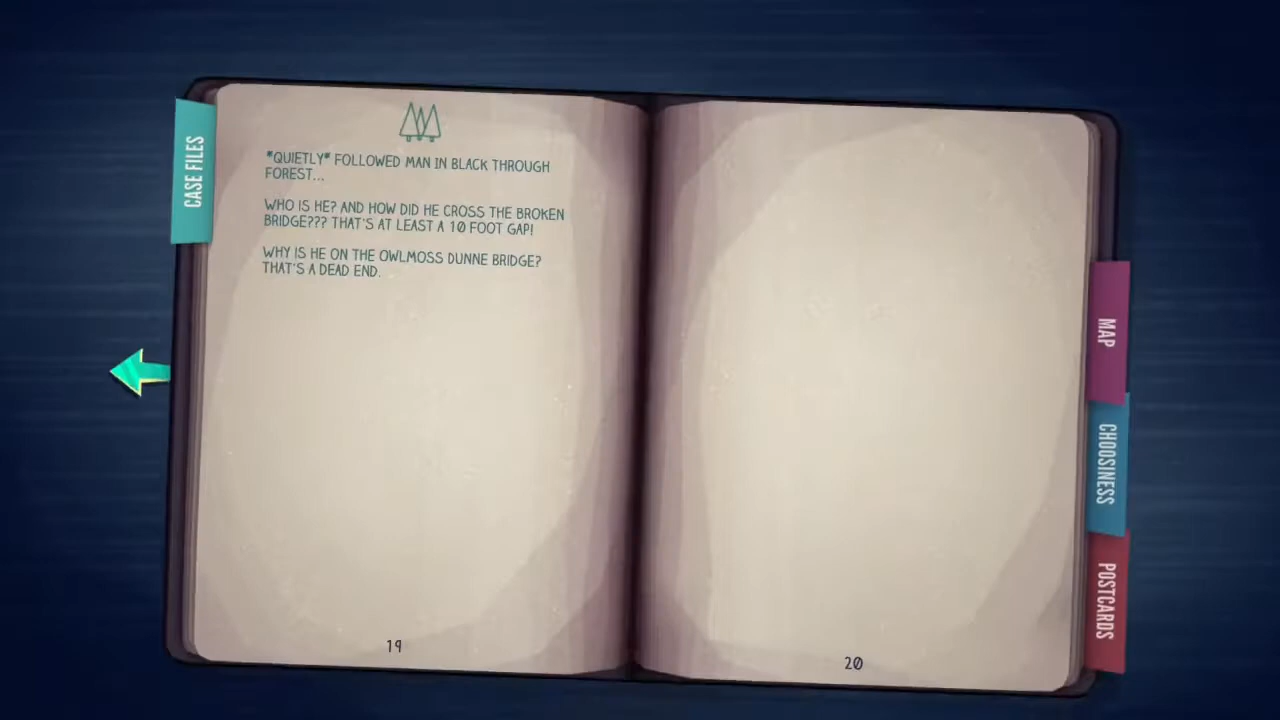 CASE FILES
*QUIETLY* FOLLOWED MAN IN BLACK THROUGH
FOREST...
WHO IS HE? AND HOW DID HE CROSS THE BROKEN
BRIDGE??? THAT'S AT LEAST A 10 FOOT GAP!
WHY IS HE ON THE OWLMOSS DUNNE BRIDGE?
THAT'S A DEAD END.
19
20
MAP
CHOOSINESS
POSTCARDS